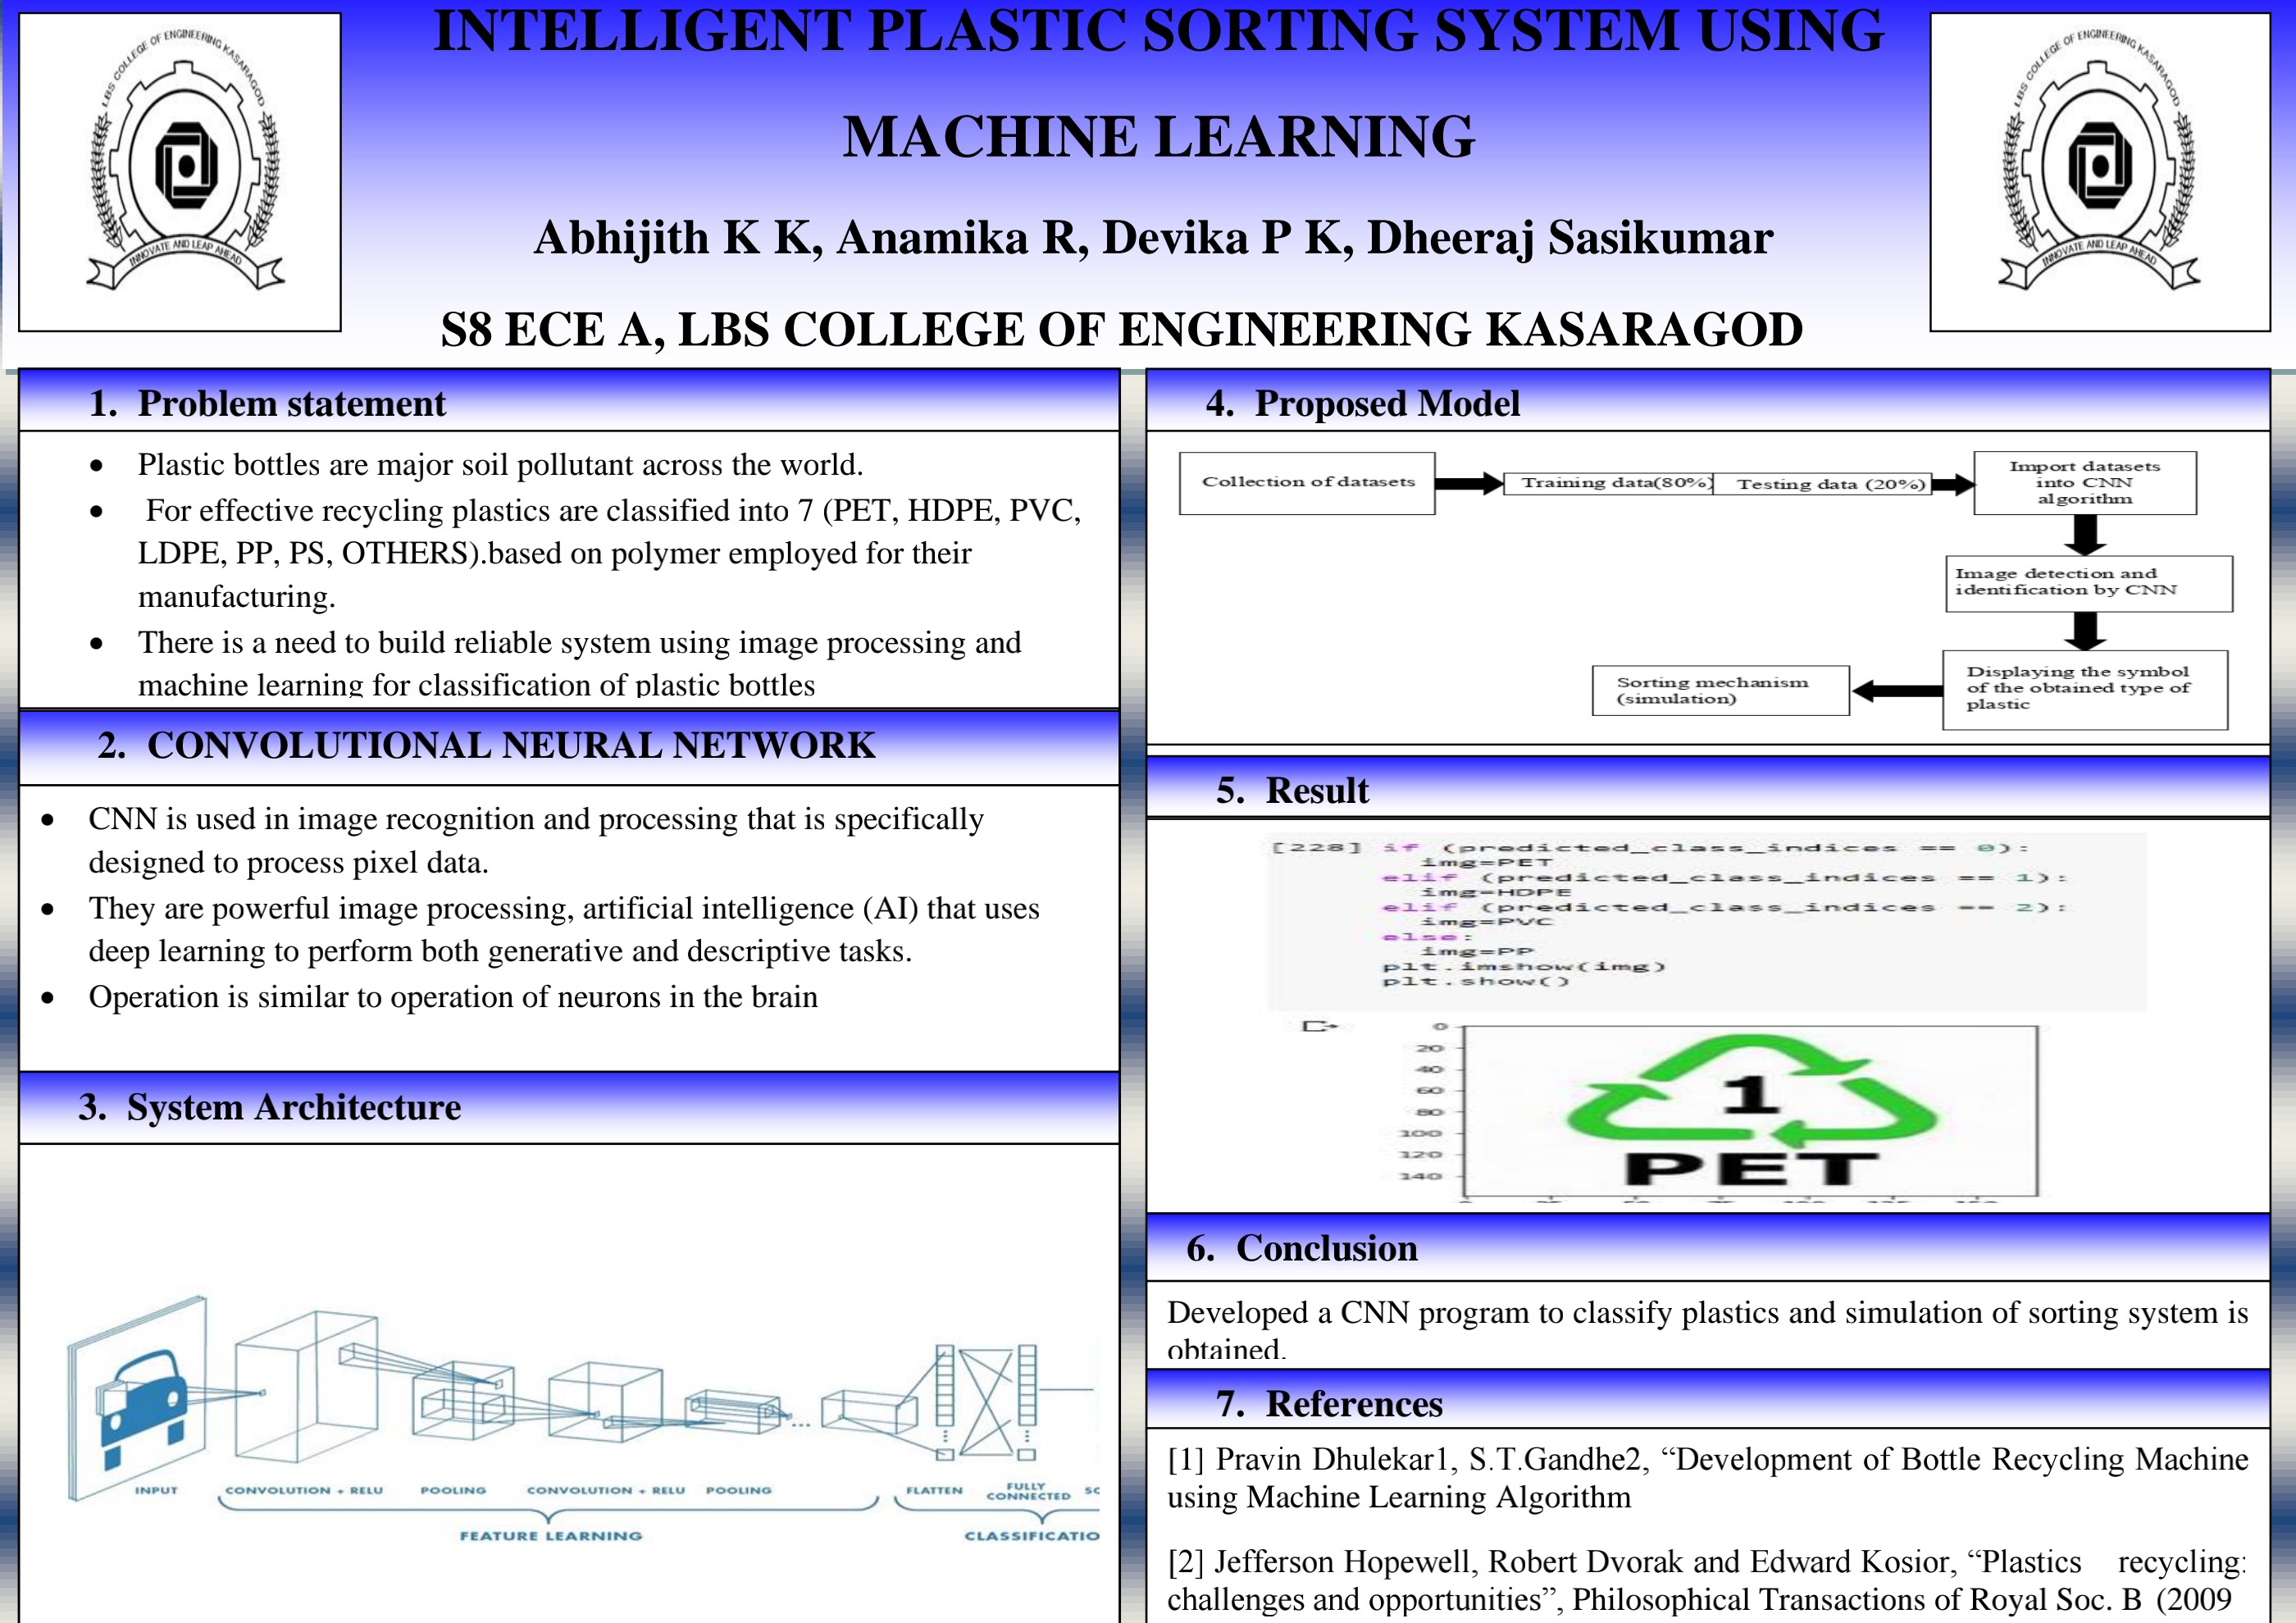 LBS COLLEGE OF ENGINEERING KASARAGOD
INNOVATE AND LEAP AHEAD
INTELLIGENT PLASTIC SORTING SYSTEM USING
MACHINE LEARNING
Abhijith K K, Anamika R, Devika P K, Dheeraj Sasikumar
S8 ECE A, LBS COLLEGE OF ENGINEERING KASARAGOD
LBS COLLEGE OF ENGINEERING KASARAGOD
INNOVATE AND LEAP AHEAD
1. Problem statement
• Plastic bottles are major soil pollutant across the world.
• For effective recycling plastics are classified into 7 (PET, HDPE, PVC,
LDPE, PP, PS, OTHERS).based on polymer employed for their
manufacturing.
• There is a need to build reliable system using image processing and
machine learning for classification of plastic bottles
2. CONVOLUTIONAL NEURAL NETWORK
• CNN is used in image recognition and processing that is specifically
designed to process pixel data.
• They are powerful image processing, artificial intelligence (AI) that uses
deep learning to perform both generative and descriptive tasks.
• Operation is similar to operation of neurons in the brain
3. System Architecture
INPUT
CONVOLUTION + RELU
POOLING
CONVOLUTION + RELU
POOLING
...
FLATTEN
FULLY
CONNECTED
SC
FEATURE LEARNING
CLASSIFICATIO
4. Proposed Model
Collection of datasets
Training data(80%)
Testing data (20%)
Import datasets
into CNN
algorithm
Image detection and
identification by CNN
Displaying the symbol
of the obtained type of
plastic
Sorting mechanism
(simulation)
5. Result
[228] if (predicted_class_indices == 0):
img=PET
elif (predicted_class_indices == 1):
img=HDPE
elif (predicted_class_indices == 2):
img=PVC
else:
img=PP
plt.imshow(img)
plt.show()
0
20
40
60
80
100
120
140
1
PET
6. Conclusion
Developed a CNN program to classify plastics and simulation of sorting system is
obtained.
7. References
[1] Pravin Dhulekar1, S.T.Gandhe2, “Development of Bottle Recycling Machine
using Machine Learning Algorithm
[2] Jefferson Hopewell, Robert Dvorak and Edward Kosior, “Plastics recycling:
challenges and opportunities”, Philosophical Transactions of Royal Soc. B (2009